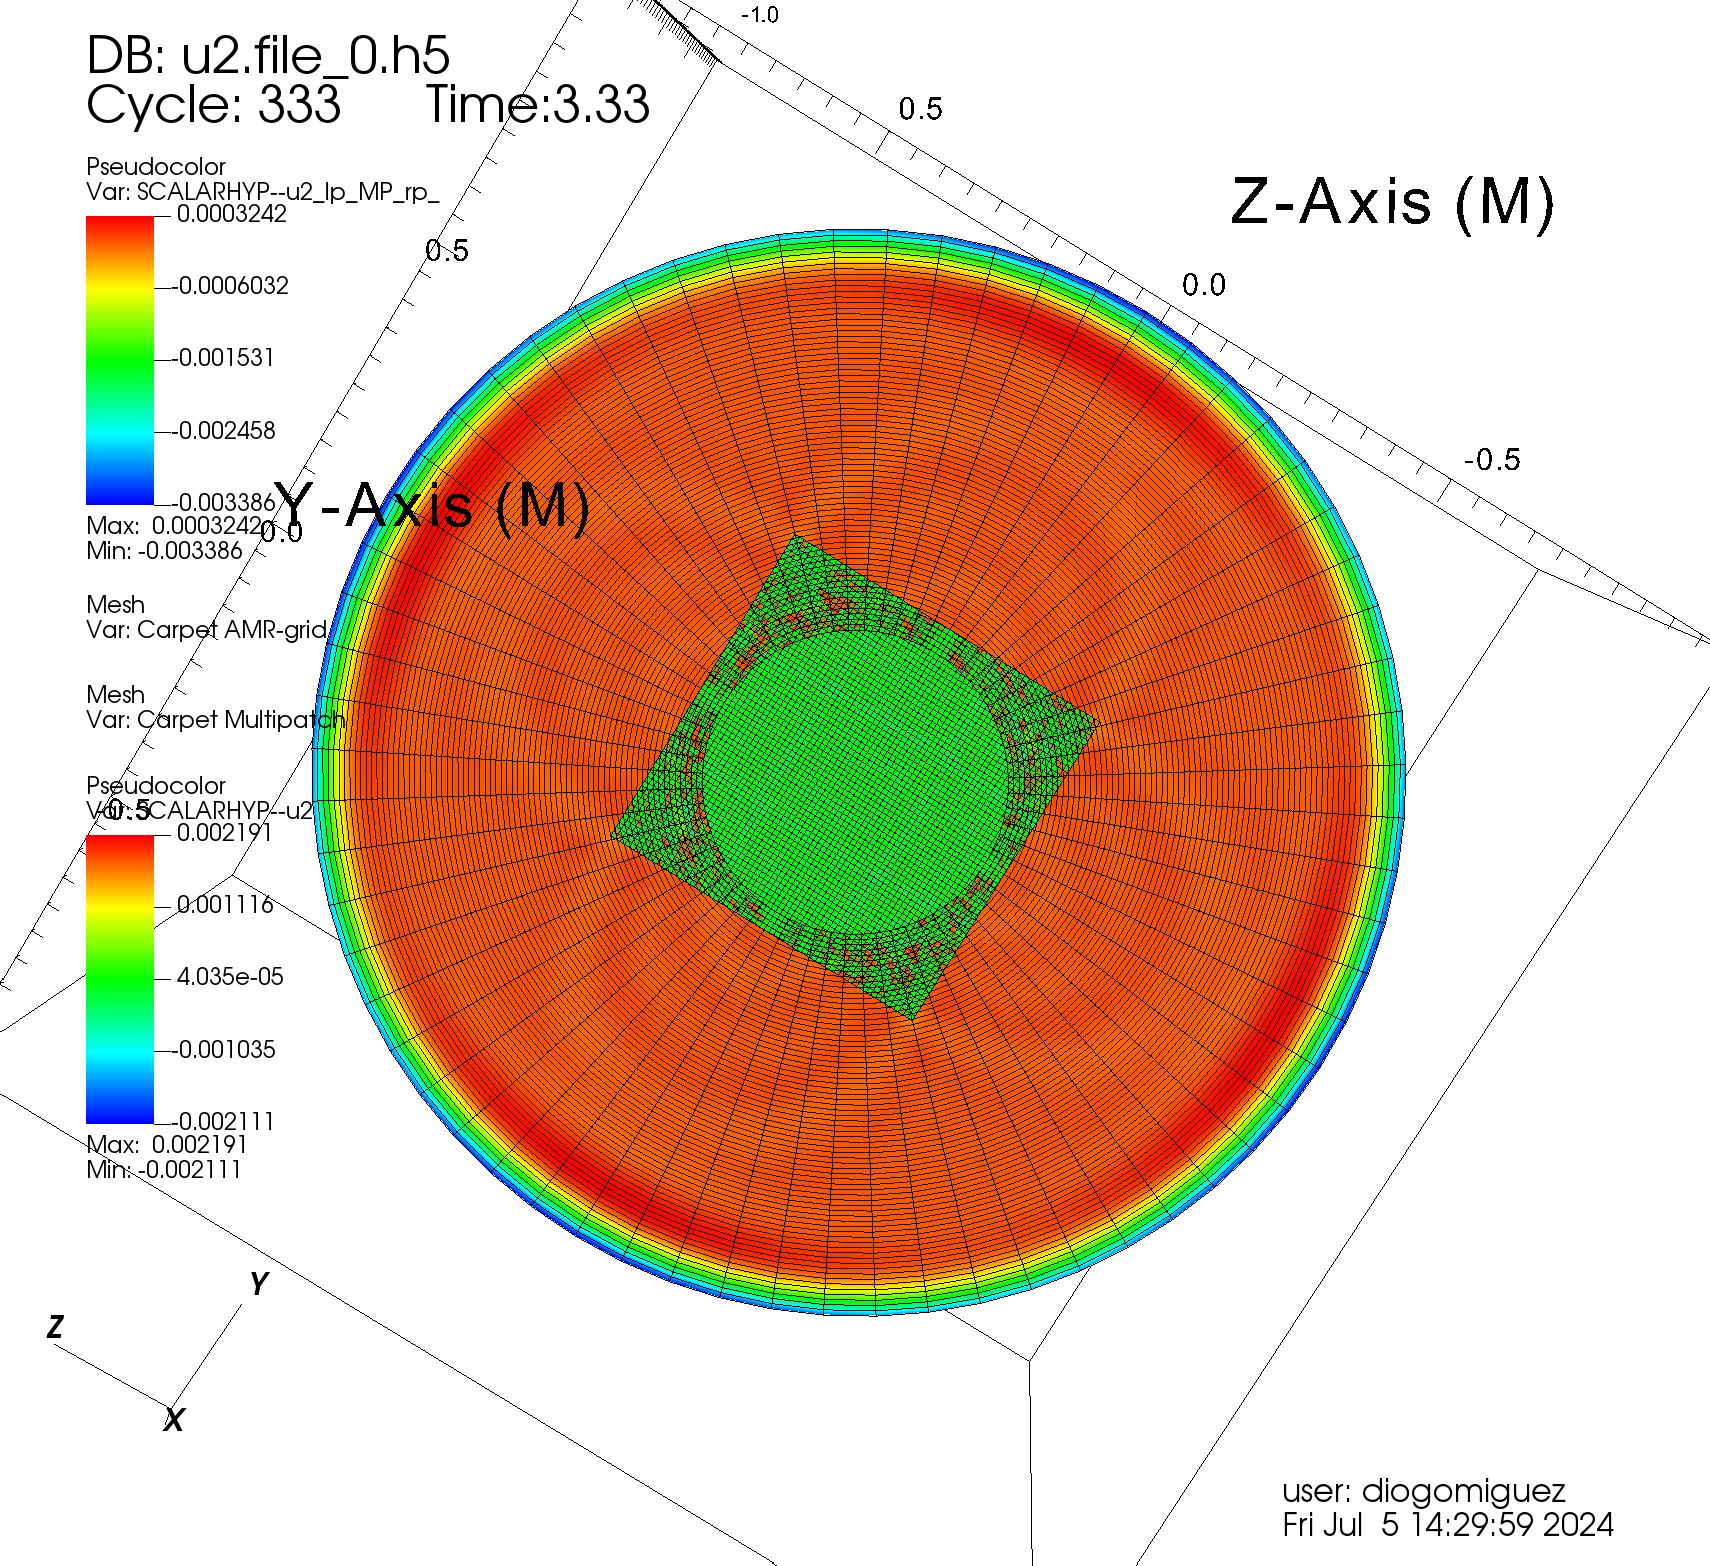 DB: u2.file_0.h5
Cycle: 333 Time:3.33
Pseudocolor
Var: SCALARHYP--u2_lp_MP_rp_
0.0003242
-0.0006032
-0.001531
-0.002458
-0.003386
Max: 0.0003242
Min: -0.003386
Mesh
Var: Carpet AMR-grid
Mesh
Var: Carpet Multipatch
Pseudocolor
Var: SCALARHYP--u2
0.002191
0.001116
4.035e-05
-0.001035
-0.002111
Max: 0.002191
Min: -0.002111
-1.0
0.5
Z-Axis (M)
0.0
-0.5
0.5
Y-Axis (M)
0.0
-0.5
Y
Z
X
user: diogomiguez
Fri Jul 5 14:29:59 2024